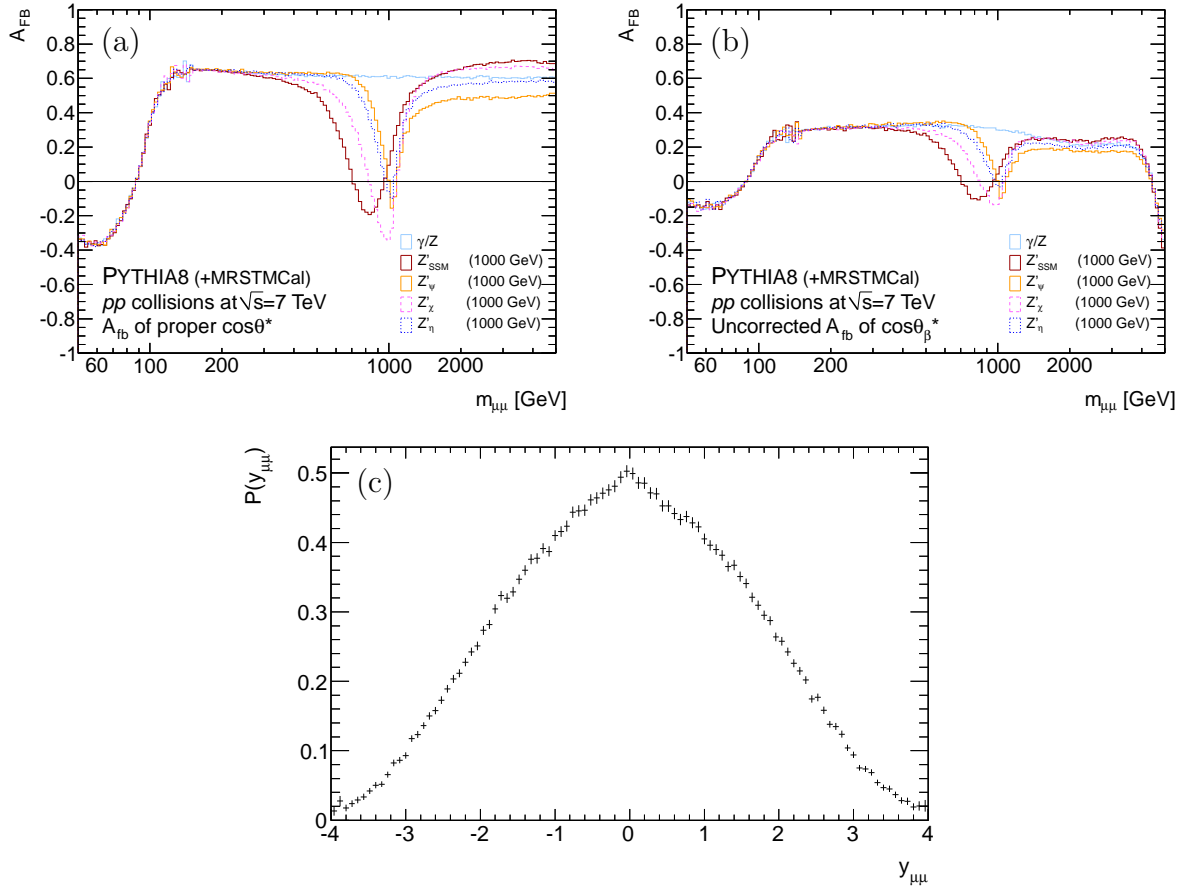 A_FB
(a)
1
0.8
0.6
0.4
0.2
0
-0.2
-0.4
-0.6
-0.8
-1
γ/Z
Z'_SSM (1000 GeV)
Z'_ψ (1000 GeV)
Z'_χ (1000 GeV)
Z'_η (1000 GeV)
PYTHIA8 (+MRSTMCal)
pp collisions at √s=7 TeV
A_fb of proper cosθ*
60 100 200 1000 2000
m_μμ [GeV]
A_FB
(b)
1
0.8
0.6
0.4
0.2
0
-0.2
-0.4
-0.6
-0.8
-1
γ/Z
Z'_SSM (1000 GeV)
Z'_ψ (1000 GeV)
Z'_χ (1000 GeV)
Z'_η (1000 GeV)
PYTHIA8 (+MRSTMCal)
pp collisions at √s=7 TeV
Uncorrected A_fb of cosθ_β*
60 100 200 1000 2000
m_μμ [GeV]
P(y_μμ)
(c)
0.5
0.4
0.3
0.2
0.1
0
-4 -3 -2 -1 0 1 2 3 4
y_μμ